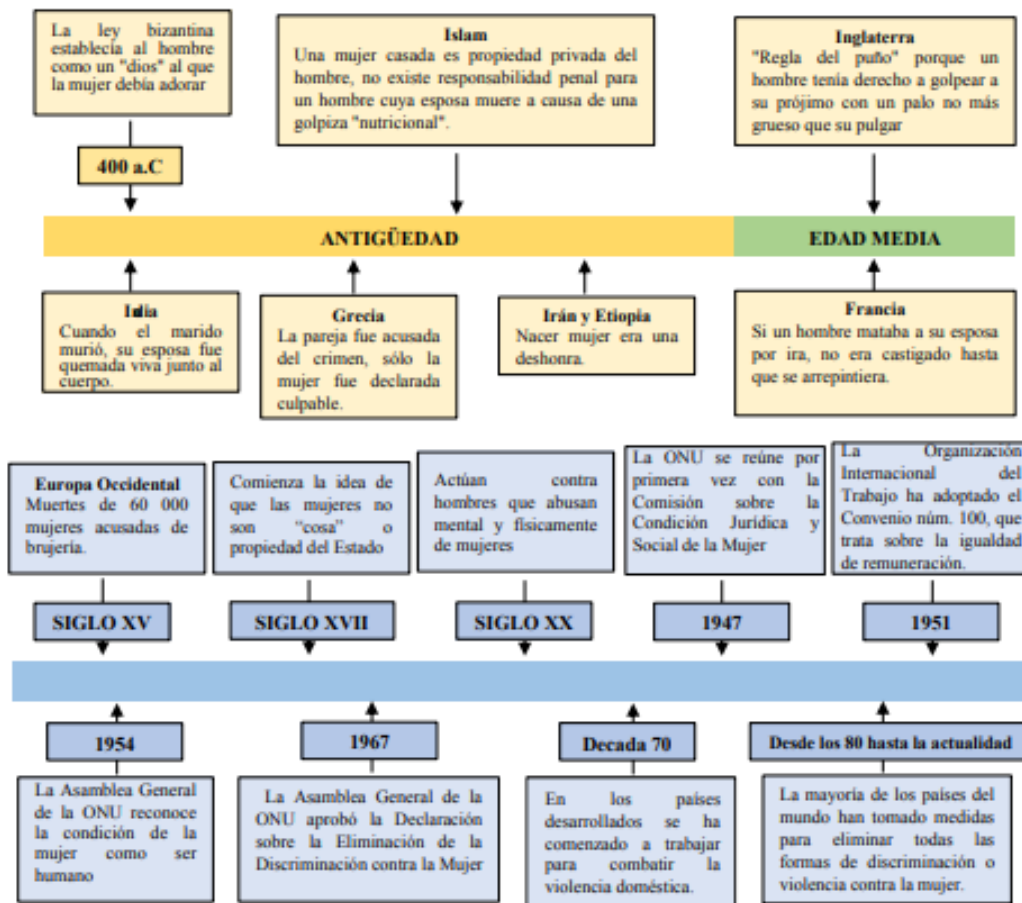 La ley bizantina
establecía al hombre
como un "dios" al que
la mujer debía adorar
400 a.C
Islam
Una mujer casada es propiedad privada del
hombre, no existe responsabilidad penal para
un hombre cuya esposa muere a causa de una
golpiza "nutricional".
Inglaterra
"Regla del puño" porque un
hombre tenía derecho a golpear a
su prójimo con un palo no más
grueso que su pulgar
ANTIGÜEDAD
EDAD MEDIA
India
Cuando el marido
murió, su esposa fue
quemada viva junto al
cuerpo.
Grecia
La pareja fue acusada
del crimen, sólo la
mujer fue declarada
culpable.
Irán y Etiopia
Nacer mujer era una
deshonra.
Francia
Si un hombre mataba a su esposa
por ira, no era castigado hasta
que se arrepintiera.
Europa Occidental
Muertes de 60 000
mujeres acusadas de
brujería.
SIGLO XV
Comienza la idea de
que las mujeres no
son “cosa” o
propiedad del Estado
SIGLO XVII
Actúan contra
hombres que abusan
mental y físicamente
de mujeres
SIGLO XX
La ONU se reúne por
primera vez con la
Comisión sobre la
Condición Jurídica y
Social de la Mujer
1947
La Organización
Internacional del
Trabajo ha adoptado el
Convenio núm. 100, que
trata sobre la igualdad
de remuneración.
1951
1954
La Asamblea General
de la ONU reconoce
la condición de la
mujer como ser
humano
1967
La Asamblea General de la
ONU aprobó la Declaración
sobre la Eliminación de la
Discriminación contra la Mujer
Decada 70
En los países
desarrollados se ha
comenzado a trabajar
para combatir la
violencia doméstica.
Desde los 80 hasta la actualidad
La mayoría de los países del
mundo han tomado medidas
para eliminar todas las
formas de discriminación o
violencia contra la mujer.